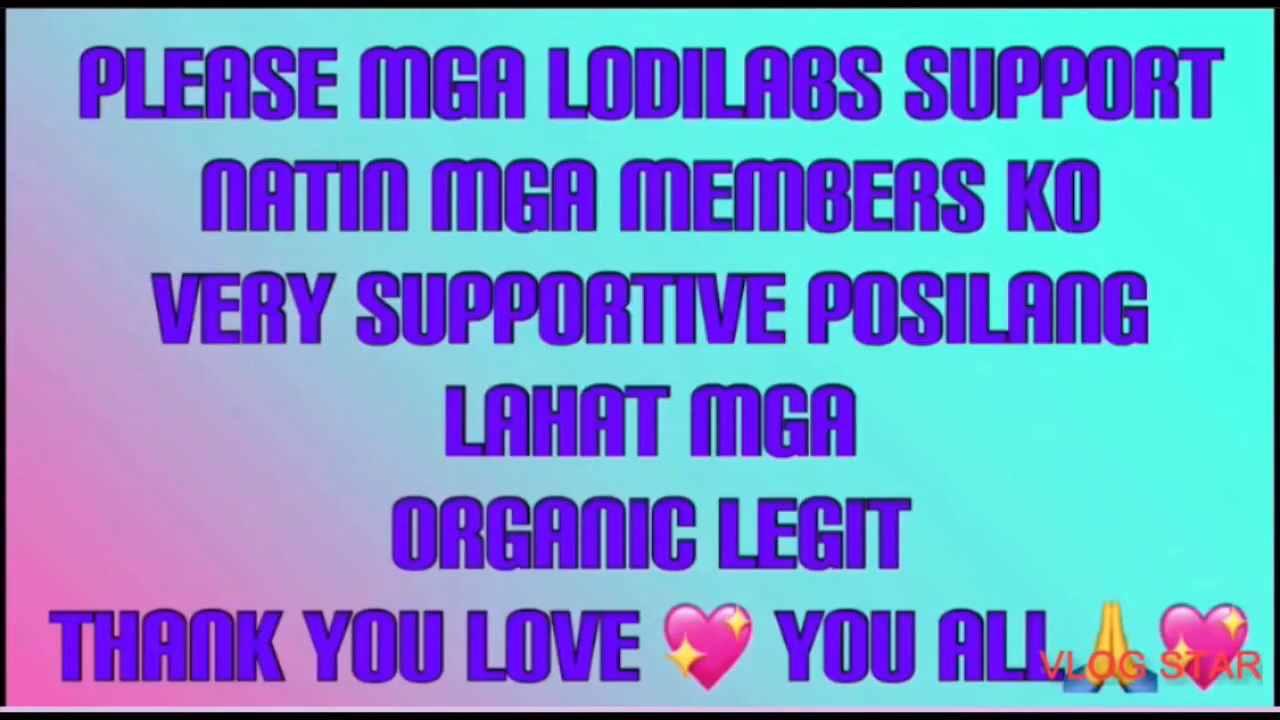 PLEASE MGA LODILABS SUPPORT
NATIN MGA MEMBERS KO
VERY SUPPORTIVE POSILANG
LAHAT MGA
ORGANIC LEGIT
THANK YOU LOVE 💖 YOU ALL🙏💖
VLOG STAR